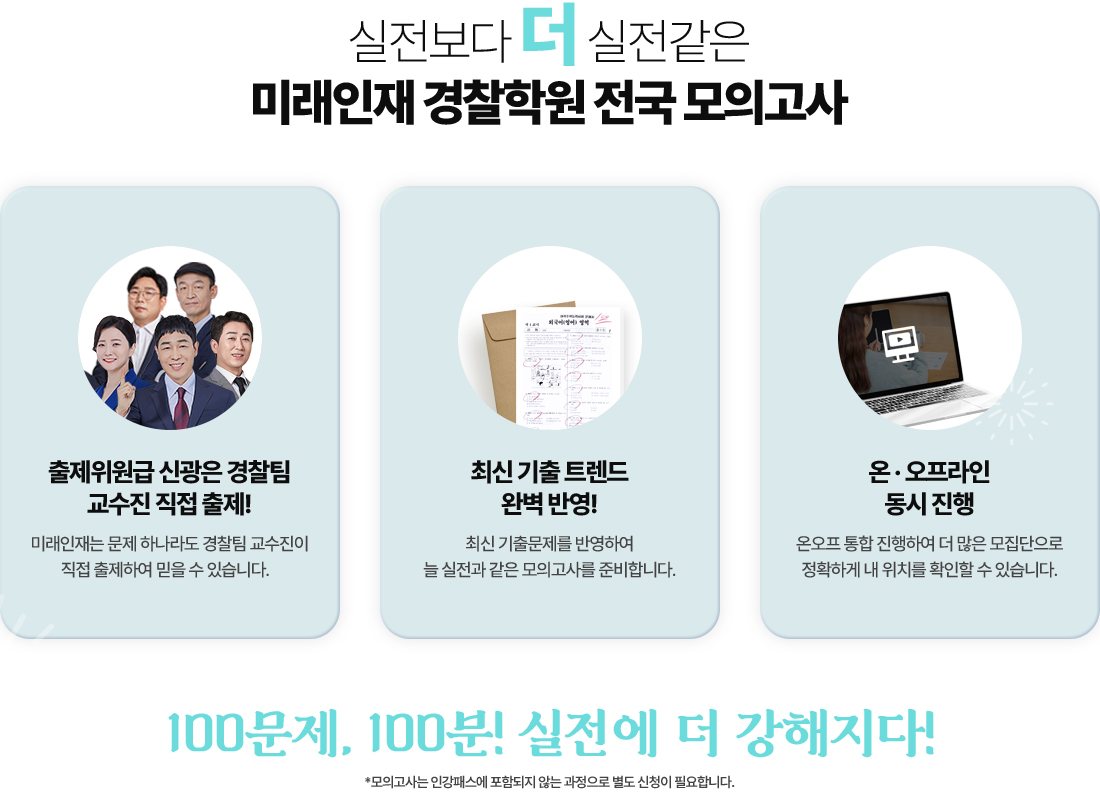 실전보다 더 실전같은
미래인재 경찰학원 전국 모의고사
외국어(영어) 영역
출제위원급 신광은 경찰팀
교수진 직접 출제!
미래인재는 문제 하나라도 경찰팀 교수진이
직접 출제하여 믿을 수 있습니다.
최신 기출 트렌드
완벽 반영!
최신 기출문제를 반영하여
늘 실전과 같은 모의고사를 준비합니다.
온 · 오프라인
동시 진행
온오프 통합 진행하여 더 많은 모집단으로
정확하게 내 위치를 확인할 수 있습니다.
100문제, 100분! 실전에 더 강해지다!
*모의고사는 인강패스에 포함되지 않는 과정으로 별도 신청이 필요합니다.